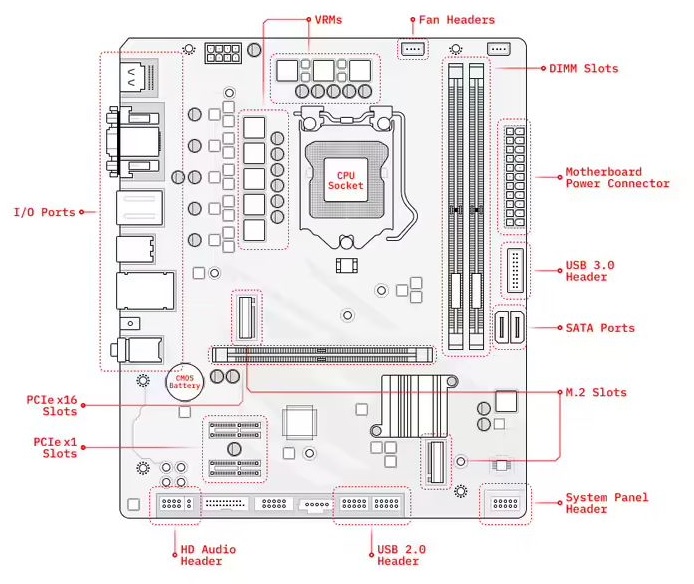 VRMs
Fan Headers
DIMM Slots
CPU
Socket
Motherboard
Power Connector
I/O Ports
USB 3.0
Header
SATA Ports
CMOS
Battery
PCIe x16
Slots
M.2 Slots
PCIe x1
Slots
System Panel
Header
HD Audio
Header
USB 2.0
Header